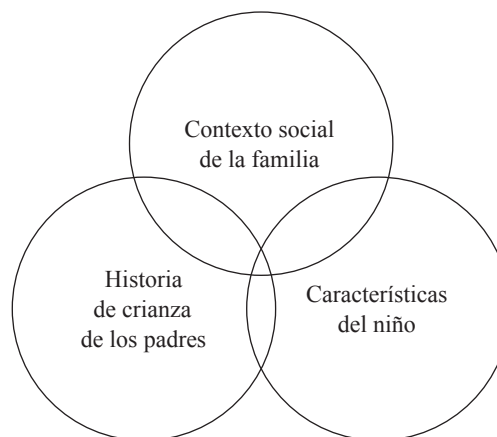 Contexto social
de la familia
Historia
de crianza
de los padres
Características
del niño